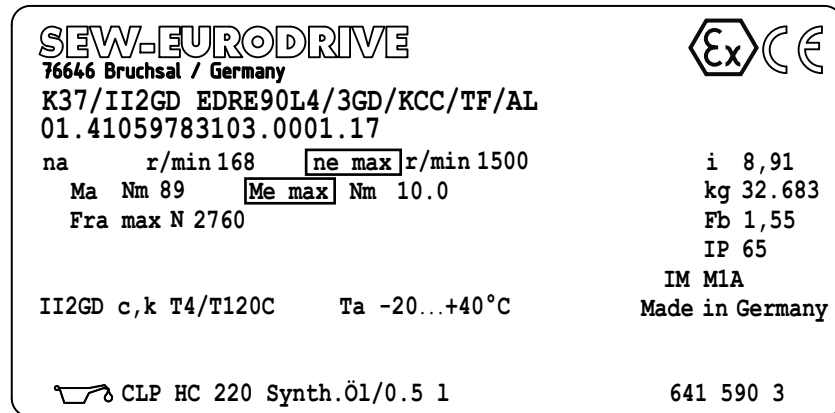 SEW-EURODRIVE
76646 Bruchsal / Germany
Ex CE
K37/II2GD EDRE90L4/3GD/KCC/TF/AL
01.41059783103.0001.17
na r/min 168 ne max r/min 1500 i 8,91
Ma Nm 89 Me max Nm 10.0 kg 32.683
Fra max N 2760 Fb 1,55
IP 65
IM M1A
II2GD c,k T4/T120C Ta -20...+40°C Made in Germany
CLP HC 220 Synth.Öl/0.5 l 641 590 3